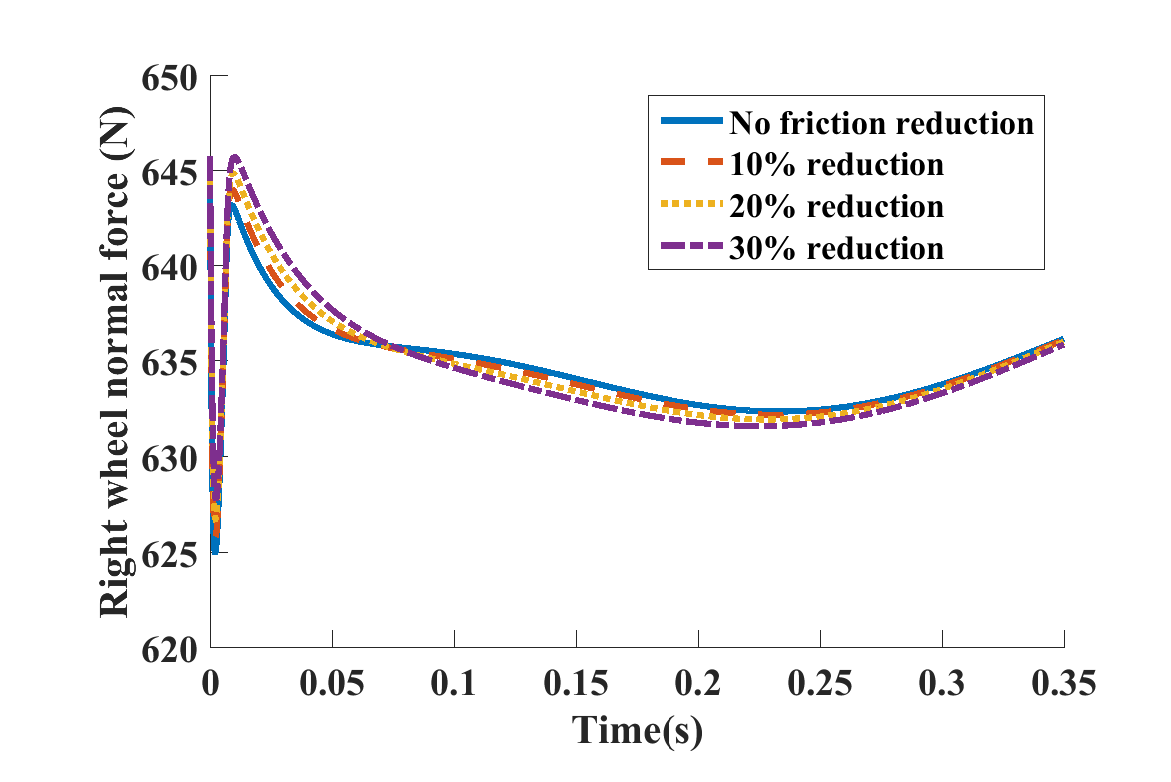 Right wheel normal force (N)
650
645
640
635
630
625
620
No friction reduction
10% reduction
20% reduction
30% reduction
0
0.05
0.1
0.15
0.2
0.25
0.3
0.35
Time(s)